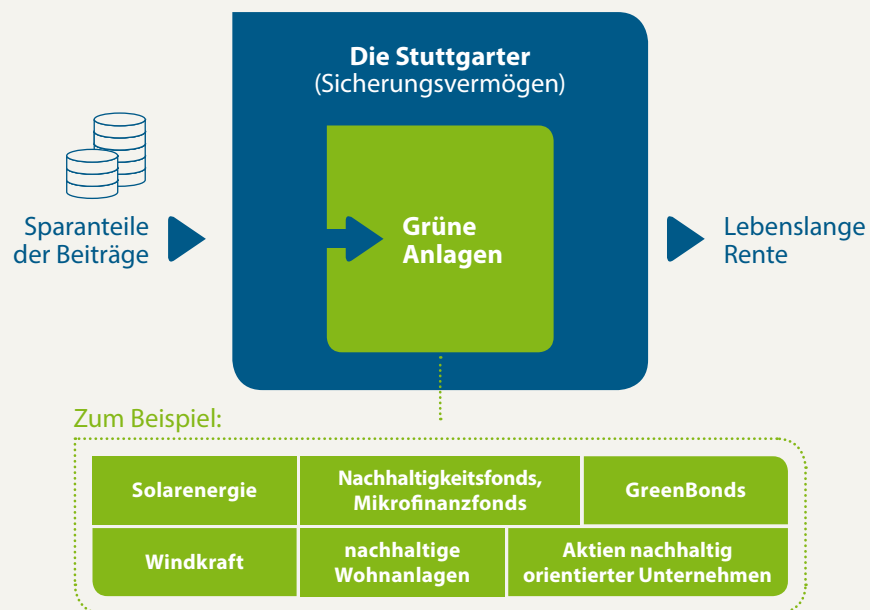 Die Stuttgarter
(Sicherungsvermögen)
Sparanteile
der Beiträge
Grüne
Anlagen
Lebenslange
Rente
Zum Beispiel:
Solarenergie
Nachhaltigkeitsfonds,
Mikrofinanzfonds
GreenBonds
Windkraft
nachhaltige
Wohnanlagen
Aktien nachhaltig
orientierter Unternehmen